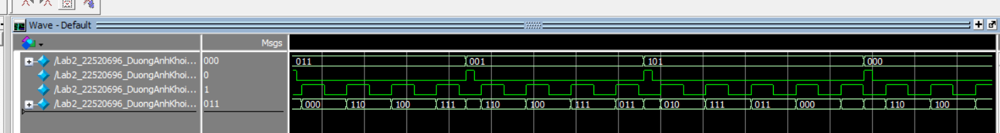 Wave - Default
Msgs
/Lab2_22520696_DuongAnhKhoi... 000 011 001 101 000
/Lab2_22520696_DuongAnhKhoi... 0
/Lab2_22520696_DuongAnhKhoi... 1
/Lab2_22520696_DuongAnhKhoi... 011 000 110 100 111 110 100 111 011 010 111 011 000 110 100